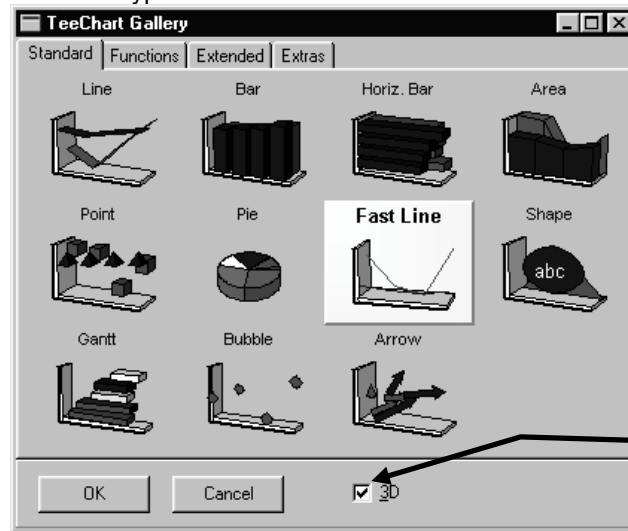 TeeChart Gallery
Standard Functions Extended Extras
Line Bar Horiz. Bar Area
Point Pie Fast Line Shape
abc
Gantt Bubble Arrow
OK Cancel 3D